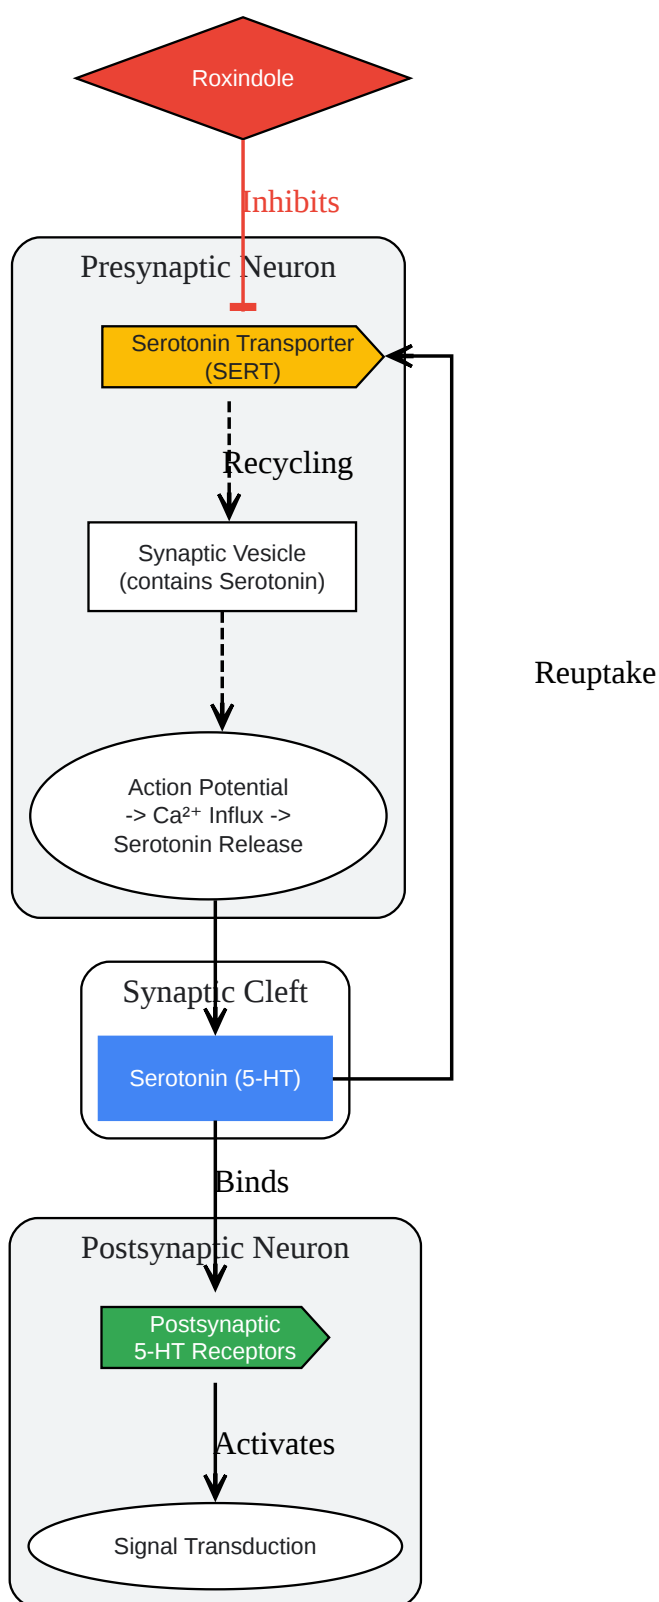 Roxindole
Inhibits
Presynaptic Neuron
Serotonin Transporter
(SERT)
Recycling
Synaptic Vesicle
(contains Serotonin)
Reuptake
Action Potential
-> Ca²⁺ Influx ->
Serotonin Release
Synaptic Cleft
Serotonin (5-HT)
Binds
Postsynaptic Neuron
Postsynaptic
5-HT Receptors
Activates
Signal Transduction